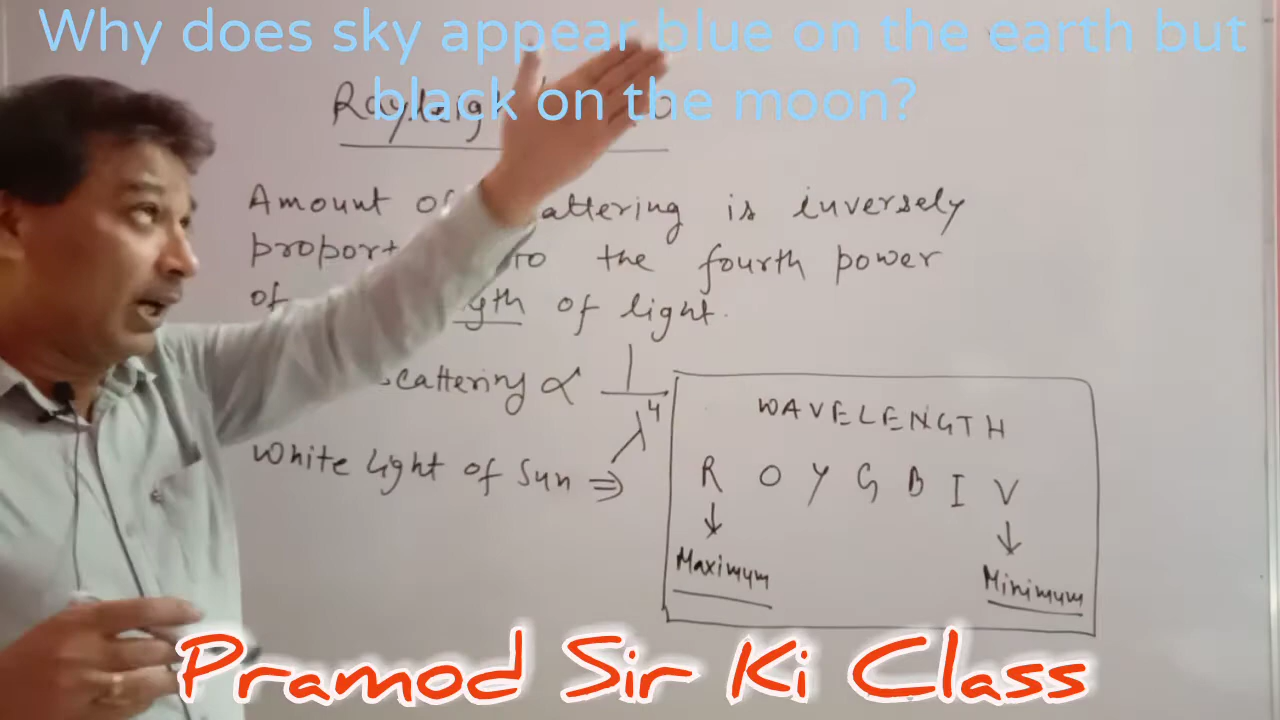 Why does sky appear blue on the earth but
black on the moon?
Amount is inversely
to the fourth power
of of light.
scattering ∝ 1
λ⁴
White light of Sun ⇒
WAVELENGTH
R O Y G B I V
↓ ↓
Maximum Minimum
Pramod Sir Ki Class